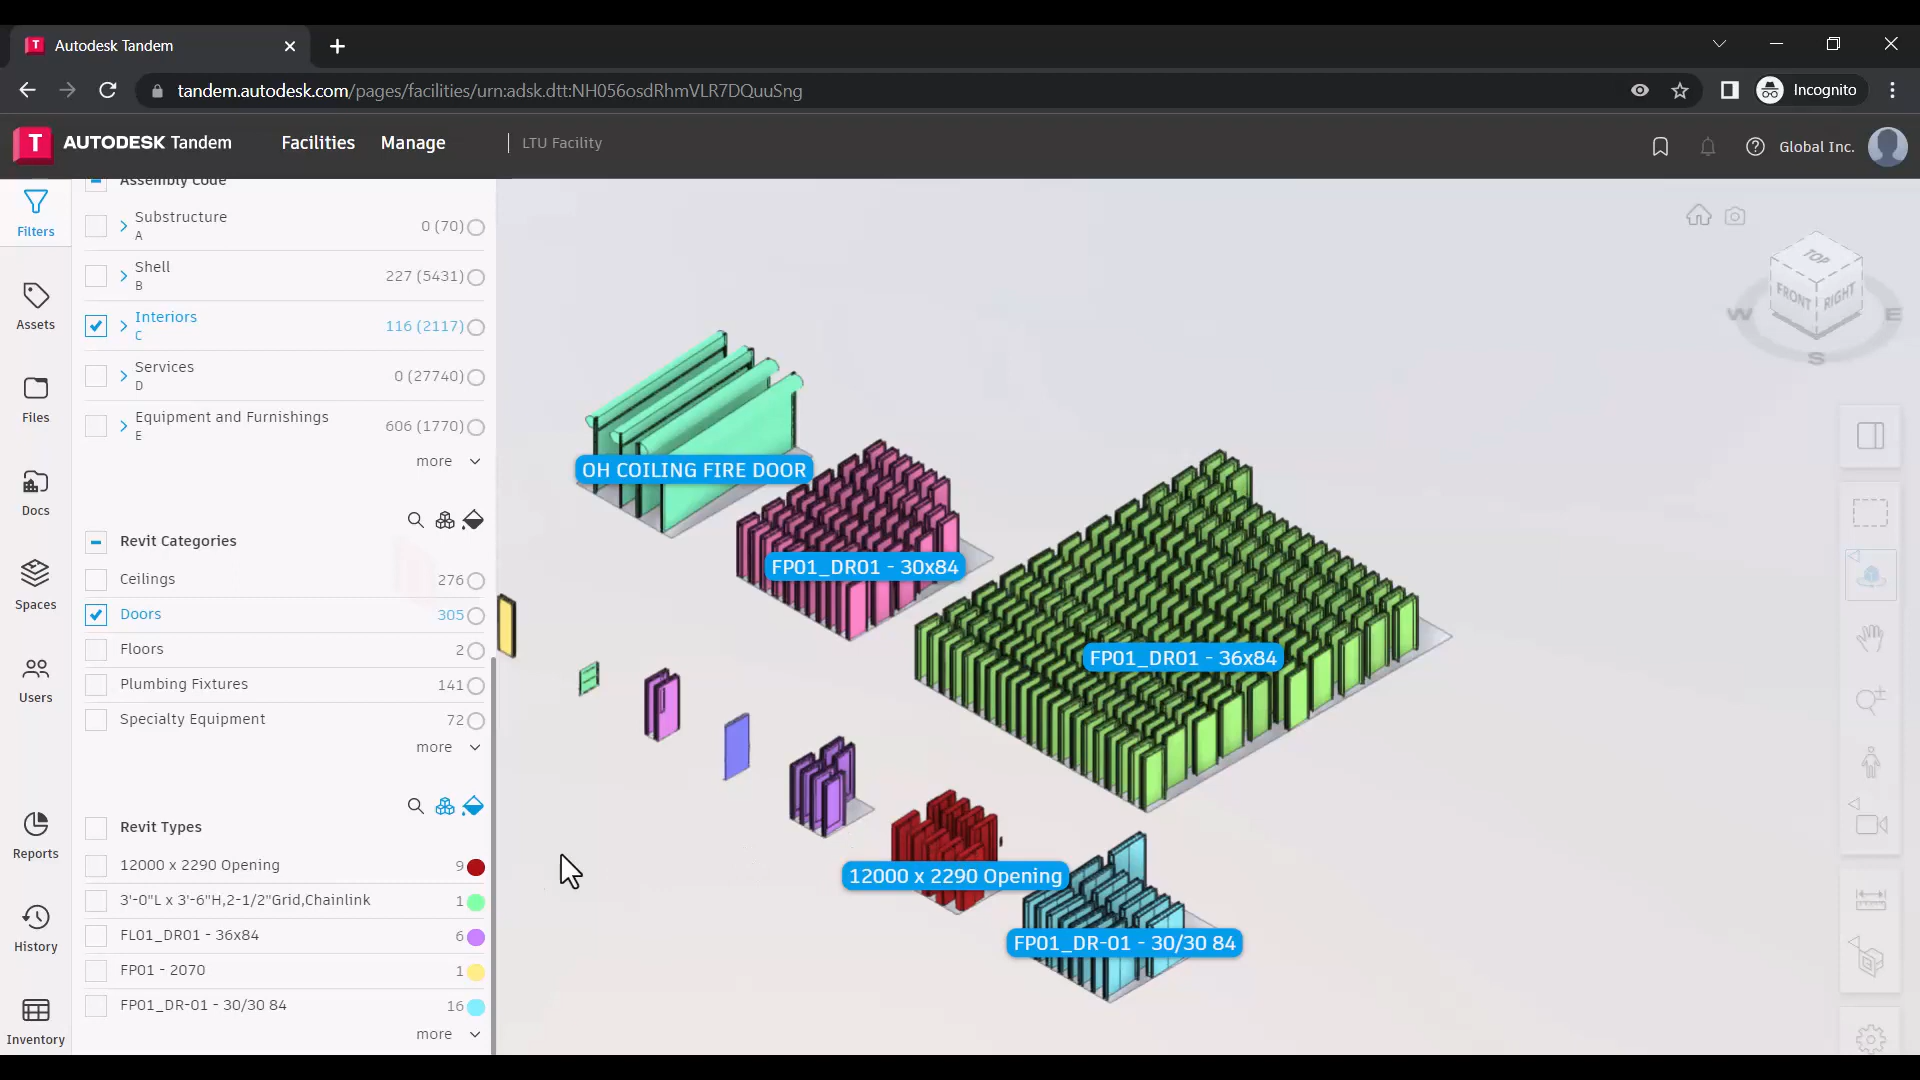 Autodesk Tandem
tandem.autodesk.com/pages/facilities/urn:adsk.dtt:NH056osdRhmVLR7DQuuSng
Incognito
T AUTODESK Tandem
Facilities
Manage
LTU Facility
Global Inc.
Filters
Assets
Files
Docs
Spaces
Users
Reports
History
Inventory
Assembly Code
Substructure 0 (70)
A
Shell 227 (5431)
B
Interiors 116 (2117)
C
Services 0 (27740)
D
Equipment and Furnishings 606 (1770)
E
more
Revit Categories
Ceilings 276
Doors 305
Floors 2
Plumbing Fixtures 141
Specialty Equipment 72
more
Revit Types
12000 x 2290 Opening 9
3'-0"L x 3'-6"H,2-1/2"Grid,Chainlink 1
FL01_DR01 - 36x84 6
FP01 - 2070 1
FP01_DR-01 - 30/30 84 16
more
OH COILING FIRE DOOR
FP01_DR01 - 30x84
FP01_DR01 - 36x84
12000 x 2290 Opening
FP01_DR-01 - 30/30 84
TOP
FRONT
RIGHT
W
E
S